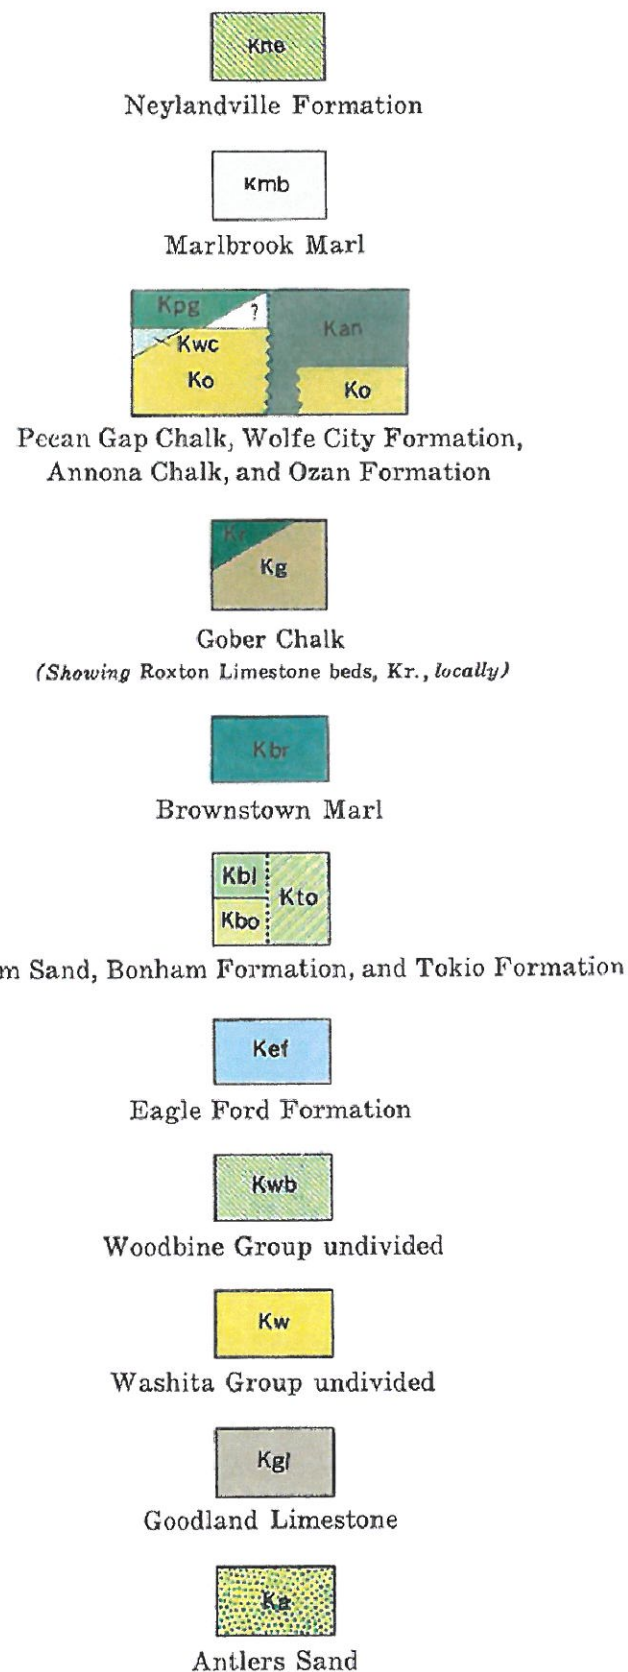 Kne
Neylandville Formation
Kmb
Marlbrook Marl
Kpg
?
Kan
Kwc
Ko
Ko
Pecan Gap Chalk, Wolfe City Formation,
Annona Chalk, and Ozan Formation
Kr
Kg
Gober Chalk
(Showing Roxton Limestone beds, Kr., locally)
Kbr
Brownstown Marl
Kbl
Kto
Kbo
m Sand, Bonham Formation, and Tokio Formation
Kef
Eagle Ford Formation
Kwb
Woodbine Group undivided
Kw
Washita Group undivided
Kgl
Goodland Limestone
Ka
Antlers Sand